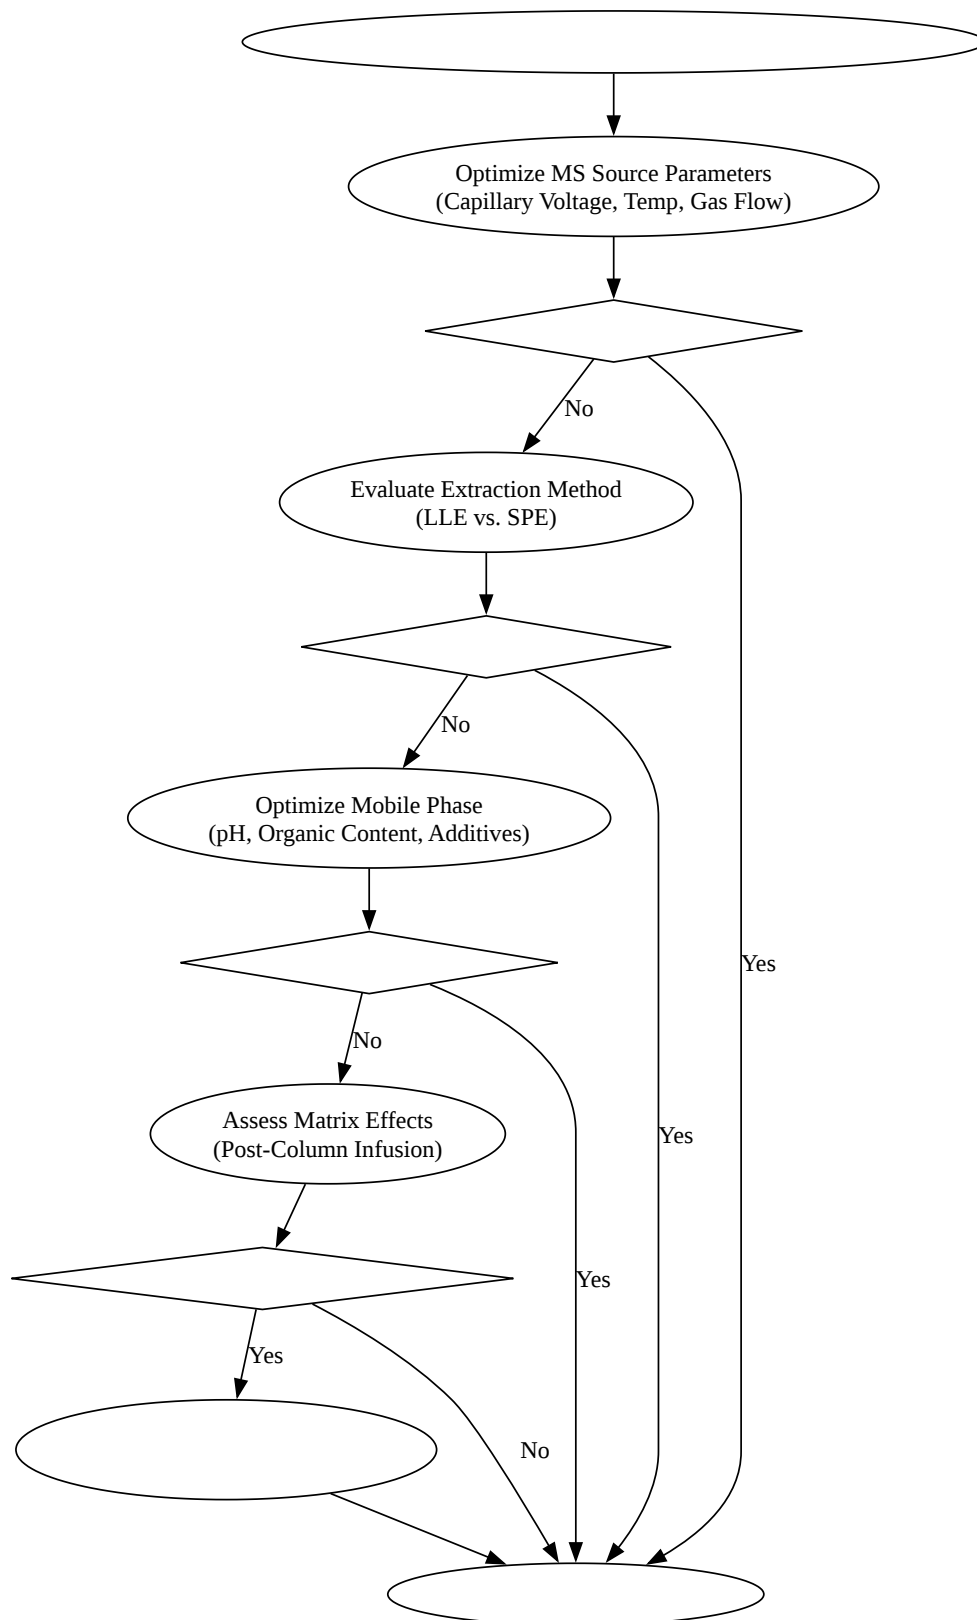 Optimize MS Source Parameters
(Capillary Voltage, Temp, Gas Flow)
No
Evaluate Extraction Method
(LLE vs. SPE)
No
Optimize Mobile Phase
(pH, Organic Content, Additives)
Yes
No
Assess Matrix Effects
(Post-Column Infusion)
Yes
Yes
Yes
No